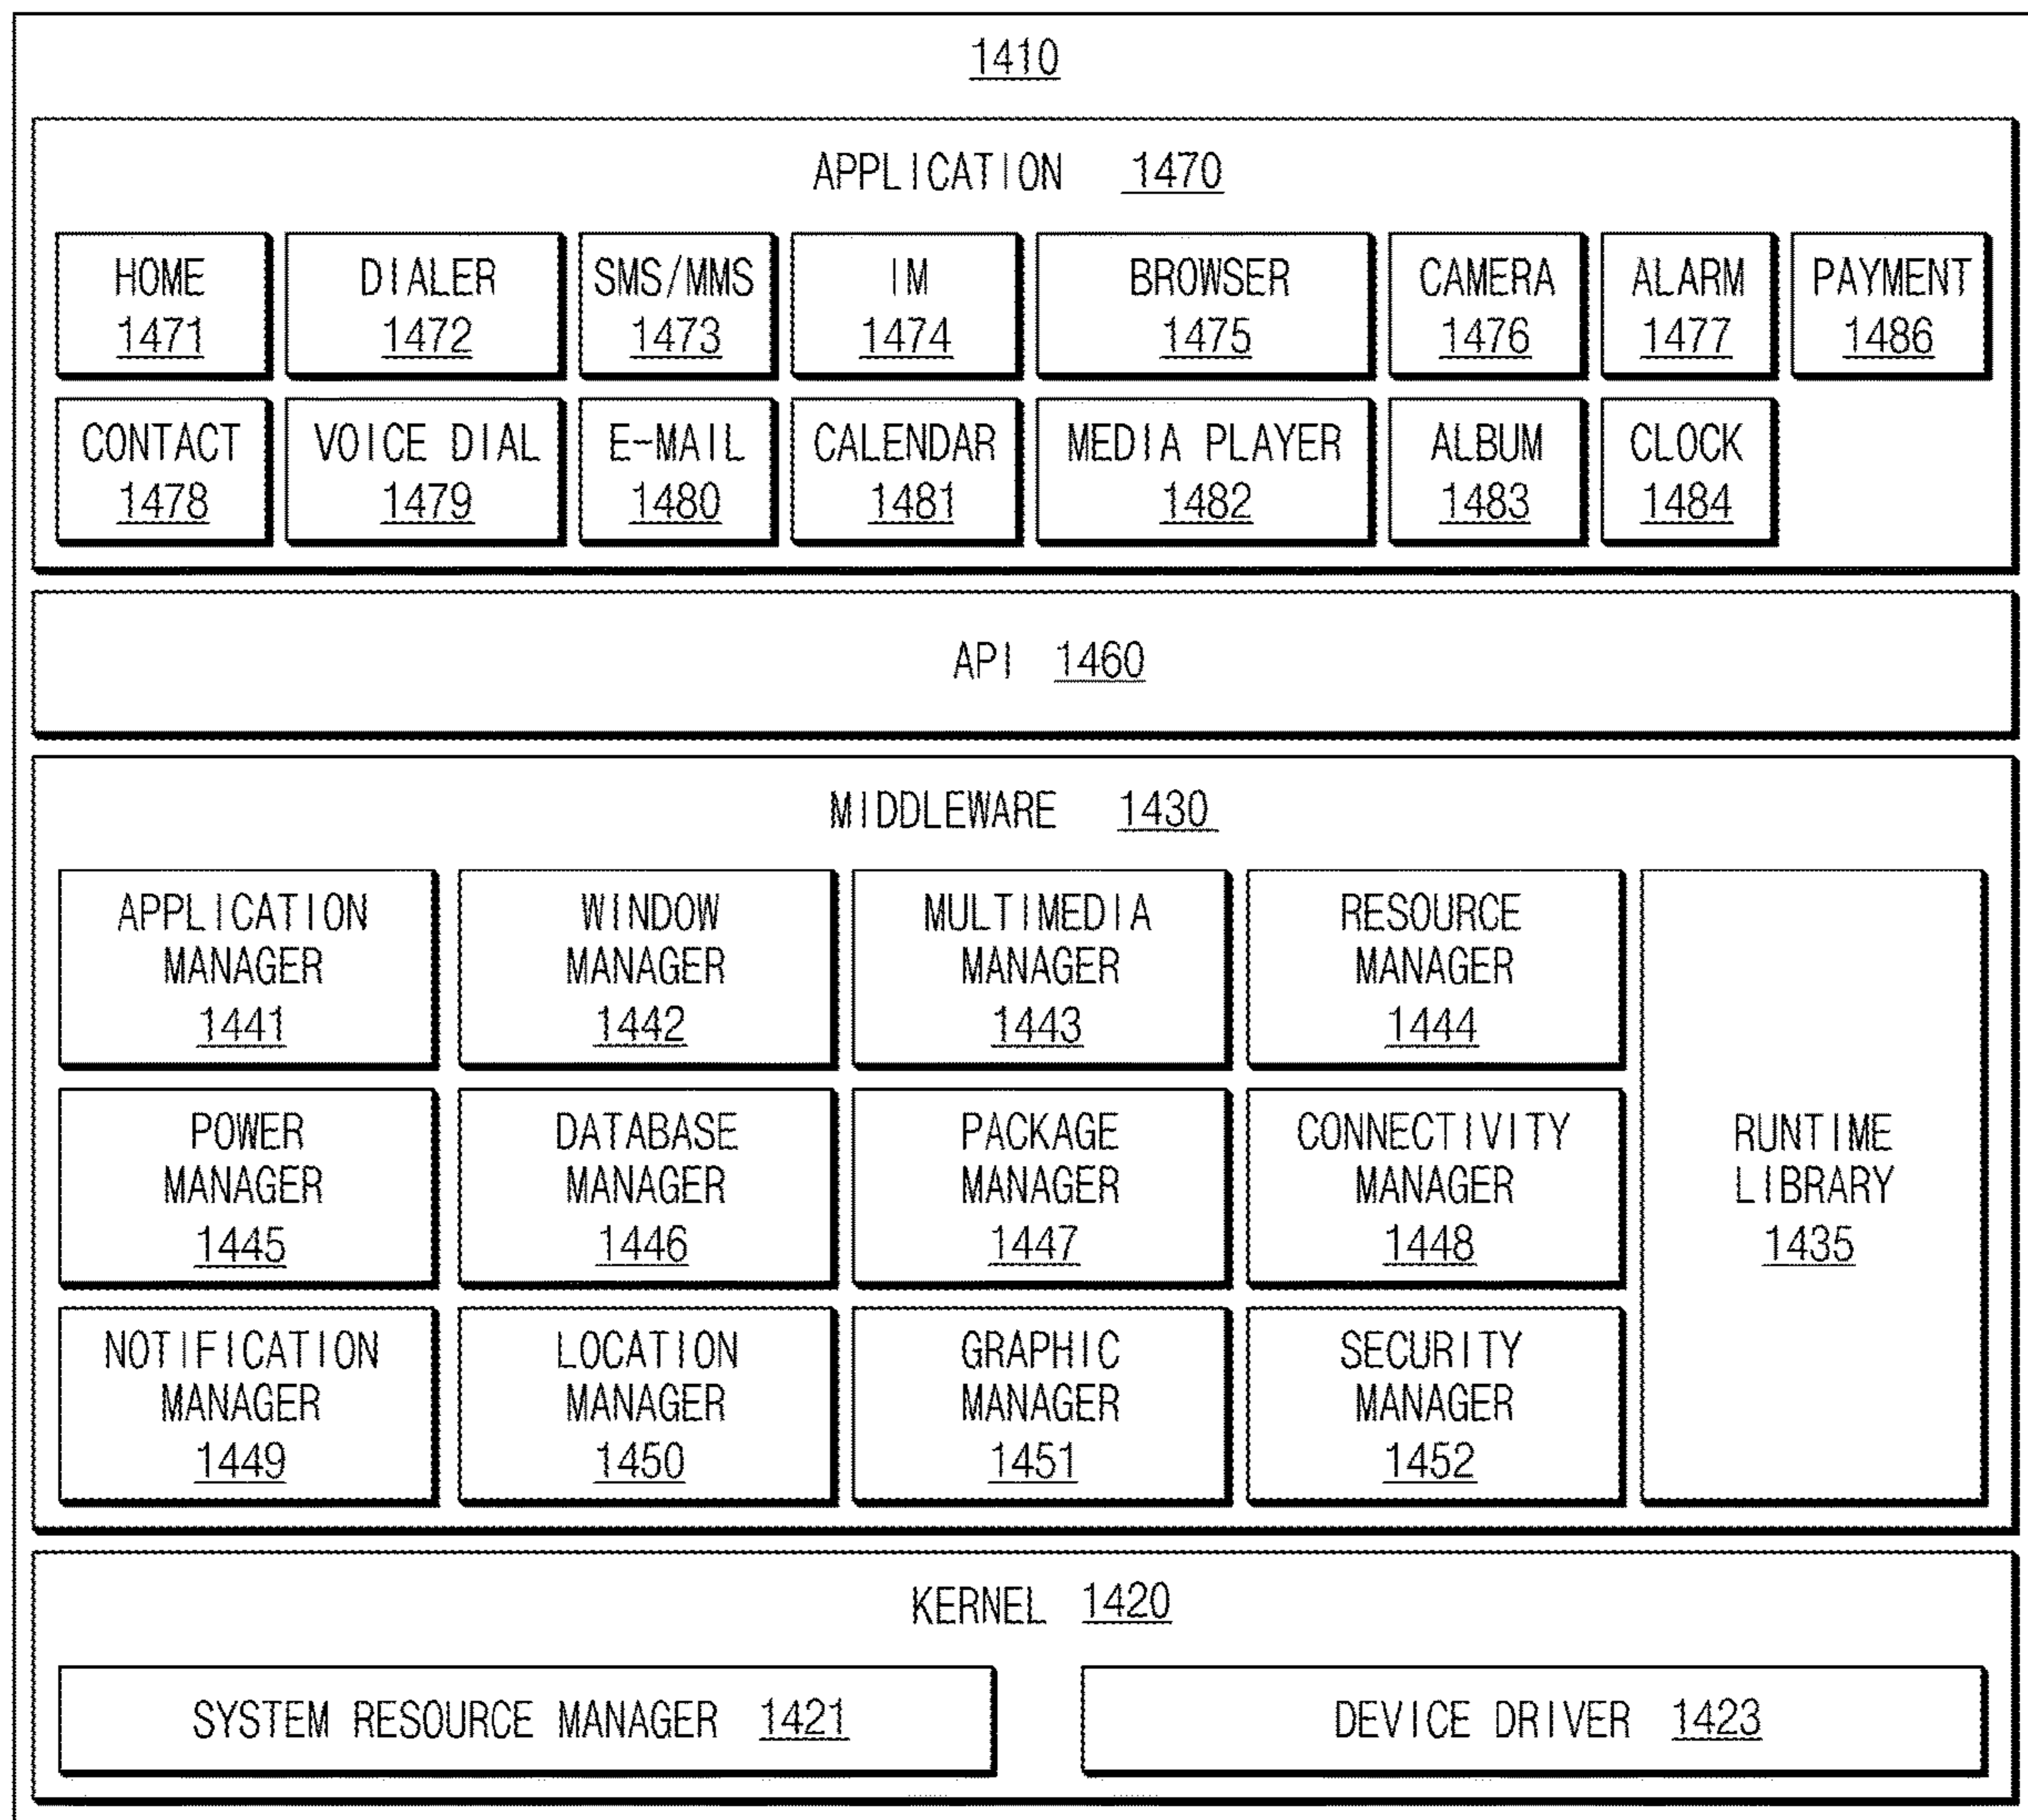 1410
APPLICATION 1470
HOME
1471
DIALER
1472
SMS/MMS
1473
IM
1474
BROWSER
1475
CAMERA
1476
ALARM
1477
PAYMENT
1486
CONTACT
1478
VOICE DIAL
1479
E-MAIL
1480
CALENDAR
1481
MEDIA PLAYER
1482
ALBUM
1483
CLOCK
1484
API 1460
MIDDLEWARE 1430
APPLICATION
MANAGER
1441
WINDOW
MANAGER
1442
MULTIMEDIA
MANAGER
1443
RESOURCE
MANAGER
1444
POWER
MANAGER
1445
DATABASE
MANAGER
1446
PACKAGE
MANAGER
1447
CONNECTIVITY
MANAGER
1448
RUNTIME
LIBRARY
1435
NOTIFICATION
MANAGER
1449
LOCATION
MANAGER
1450
GRAPHIC
MANAGER
1451
SECURITY
MANAGER
1452
KERNEL 1420
SYSTEM RESOURCE MANAGER 1421
DEVICE DRIVER 1423